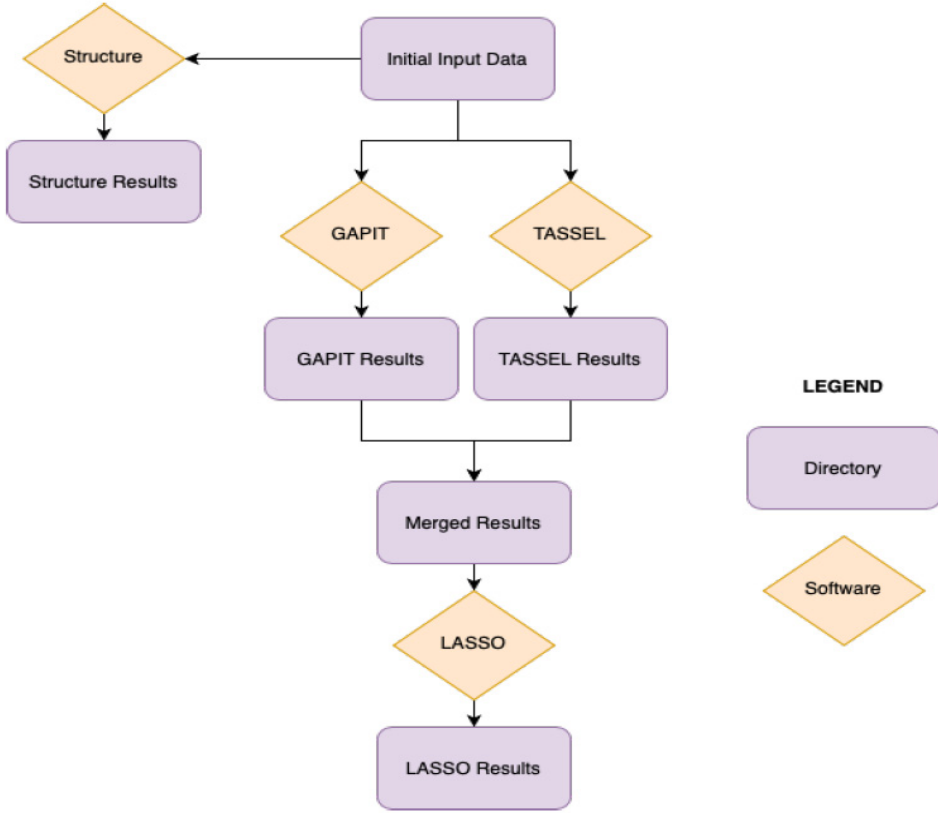 Structure
Initial Input Data
Structure Results
GAPIT
TASSEL
GAPIT Results
TASSEL Results
LEGEND
Directory
Merged Results
Software
LASSO
LASSO Results